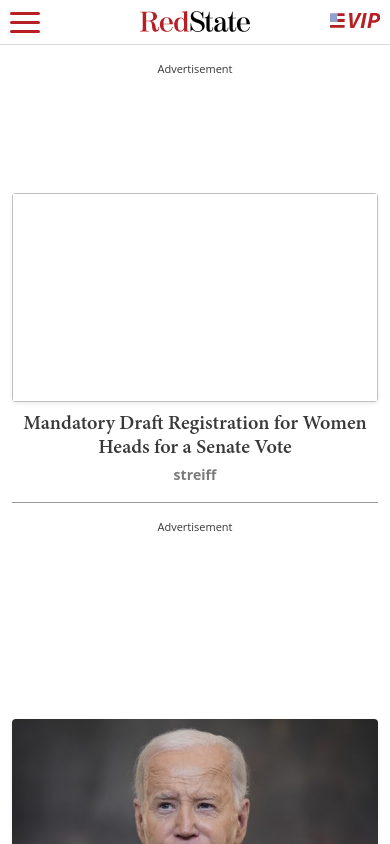 RedState
VIP
Advertisement
Mandatory Draft Registration for Women
Heads for a Senate Vote
streiff
Advertisement